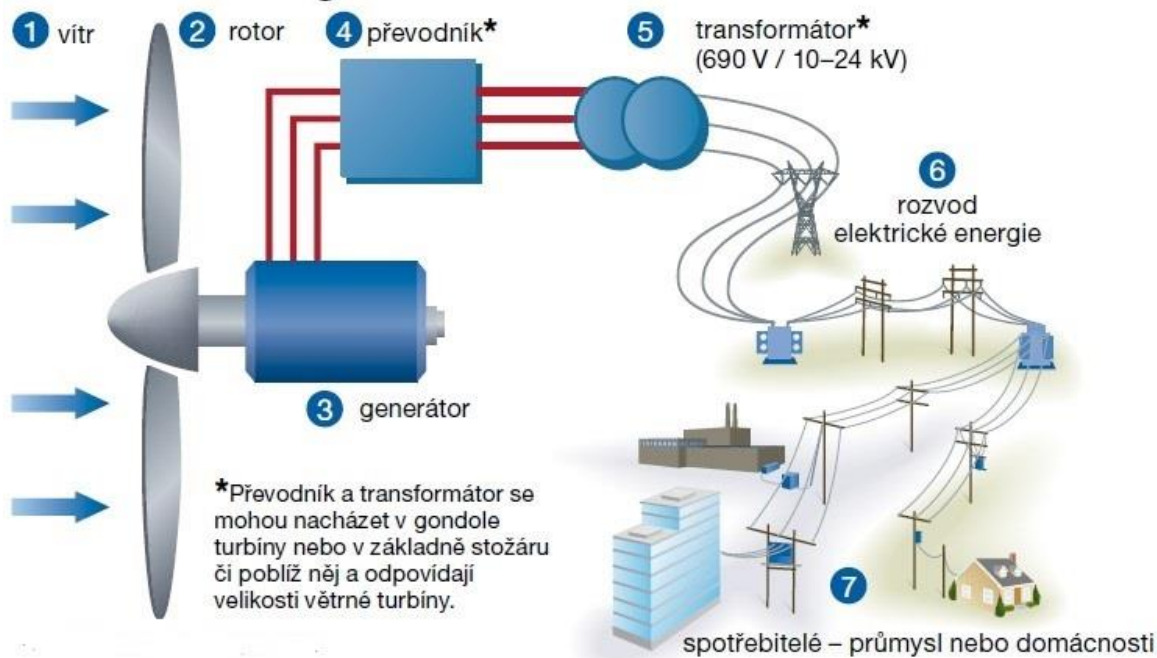 1 vítr
2 rotor
4 převodník*
5 transformátor*
(690 V / 10–24 kV)
6
rozvod
elektrické energie
3 generátor
*Převodník a transformátor se
mohou nacházet v gondole
turbíny nebo v základně stožáru
či poblíž něj a odpovídají
velikosti větrné turbíny.
7
spotřebitelé – průmysl nebo domácnosti